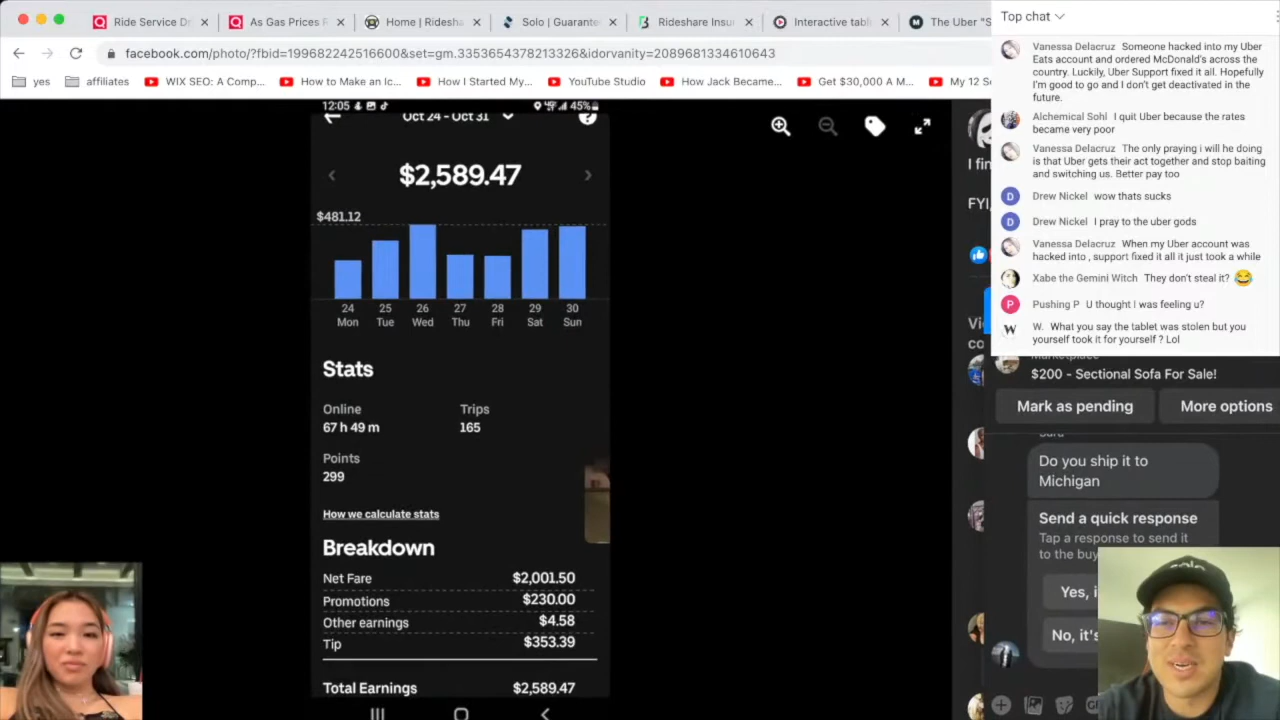 Ride Service Dr
As Gas Prices R
Home | Ridesha
Solo | Guarante
Rideshare Insur
Interactive tabl
The Uber "S
facebook.com/photo/?fbid=199682242516600&set=gm.3353654378213326&idorvanity=2089681334610643
yes
affiliates
WIX SEO: A Comp...
How to Make an Ic...
How I Started My...
YouTube Studio
How Jack Became...
Get $30,000 A M...
My 12 S
12:05
45%
Oct 24 - Oct 31
$2,589.47
$481.12
24 25 26 27 28 29 30
Mon Tue Wed Thu Fri Sat Sun
Stats
Online Trips
67 h 49 m 165
Points
299
How we calculate stats
Breakdown
Net Fare $2,001.50
Promotions $230.00
Other earnings $4.58
Tip $353.39
Total Earnings $2,589.47
I fin
FYI,
Vi
co
Top chat
Vanessa Delacruz Someone hacked into my Uber
Eats account and ordered McDonald's across the
country. Luckily, Uber Support fixed it all. Hopefully
I'm good to go and I don't get deactivated in the
future.
Alchemical Sohl I quit Uber because the rates
became very poor
Vanessa Delacruz The only praying i will he doing
is that Uber gets their act together and stop baiting
and switching us. Better pay too
D Drew Nickel wow thats sucks
D Drew Nickel I pray to the uber gods
Vanessa Delacruz When my Uber account was
hacked into , support fixed it all it just took a while
Xabe the Gemini Witch They don't steal it? 😂
P Pushing P U thought I was feeling u?
W W. What you say the tablet was stolen but you
yourself took it for yourself ? Lol
Marketplace
$200 - Sectional Sofa For Sale!
Mark as pending
More options
Do you ship it to
Michigan
Send a quick response
Tap a response to send it
to the buy
Yes, i
No, it's
solo